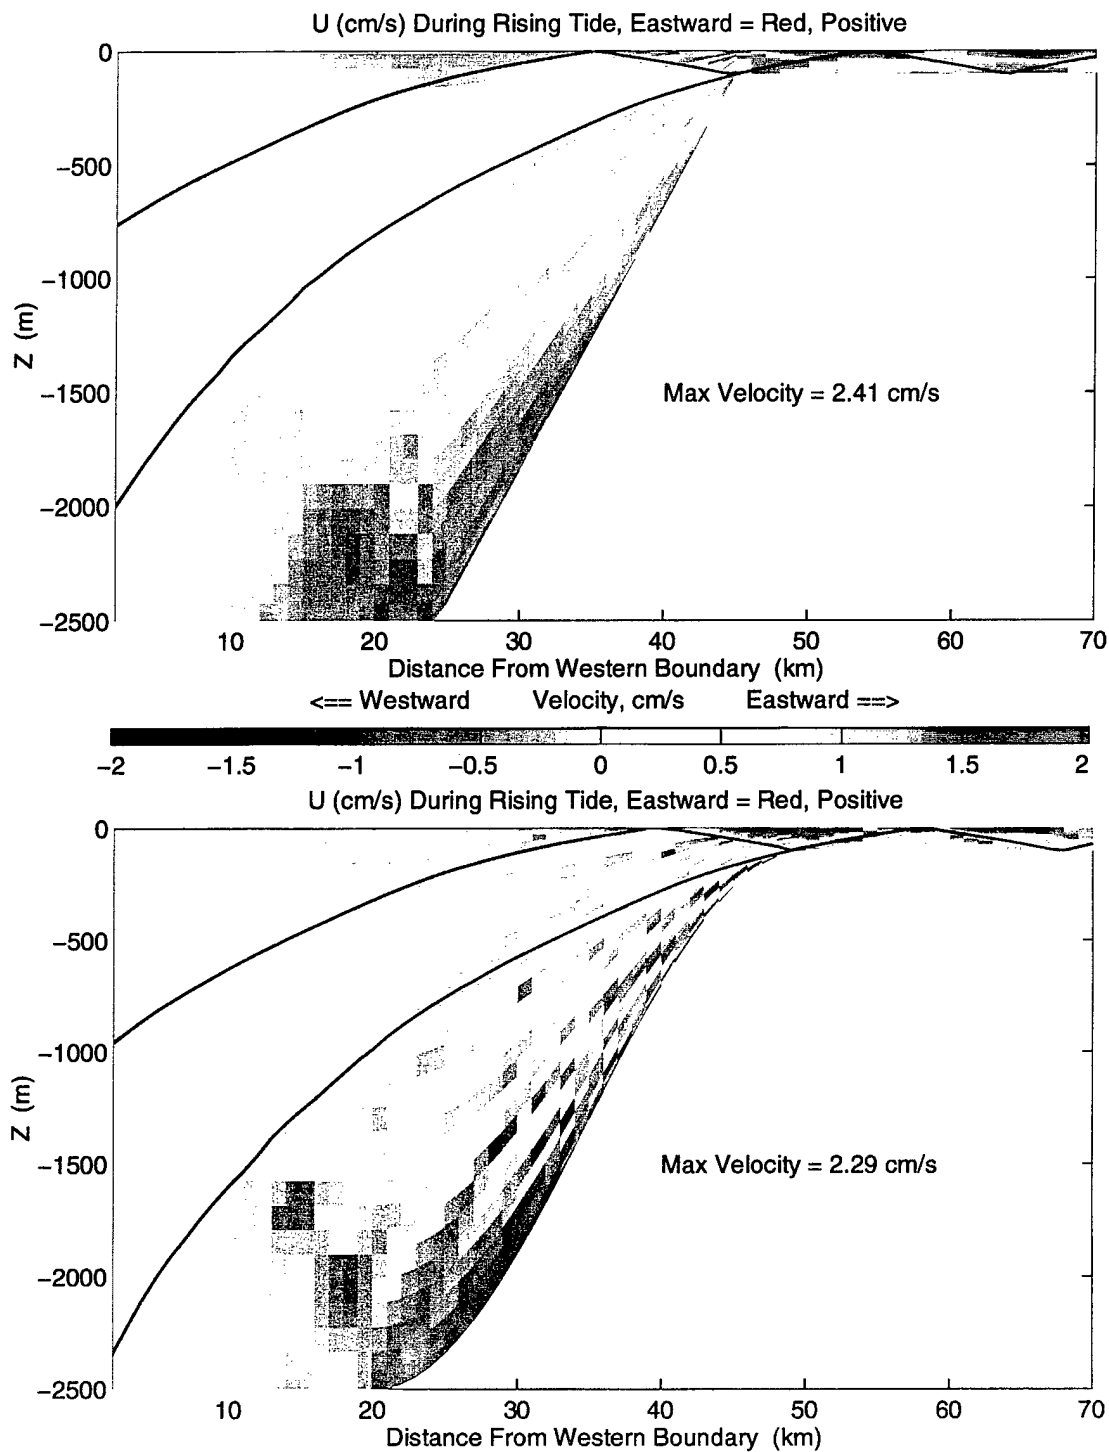 U (cm/s) During Rising Tide, Eastward = Red, Positive
0
−500
−1000
−1500
−2000
−2500
Z (m)
Max Velocity = 2.41 cm/s
10 20 30 40 50 60 70
Distance From Western Boundary (km)
<== Westward Velocity, cm/s Eastward ==>
−2 −1.5 −1 −0.5 0 0.5 1 1.5 2
U (cm/s) During Rising Tide, Eastward = Red, Positive
0
−500
−1000
−1500
−2000
−2500
Z (m)
Max Velocity = 2.29 cm/s
10 20 30 40 50 60 70
Distance From Western Boundary (km)